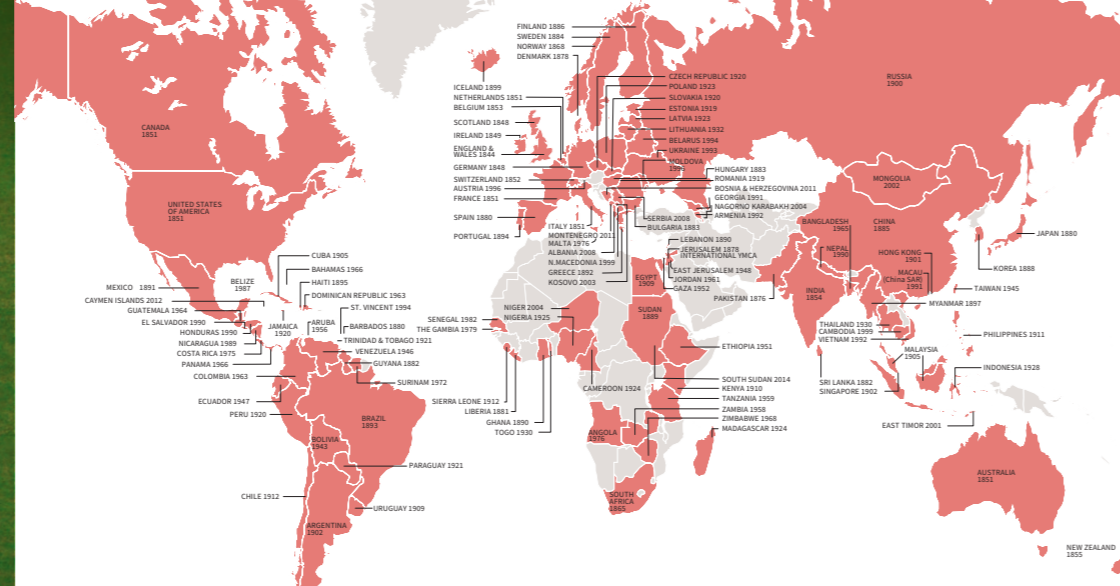 FINLAND 1886
SWEDEN 1884
NORWAY 1868
DENMARK 1878
ICELAND 1899
NETHERLANDS 1851
BELGIUM 1853
SCOTLAND 1848
IRELAND 1849
ENGLAND &
WALES 1844
GERMANY 1848
SWITZERLAND 1852
AUSTRIA 1996
FRANCE 1851
SPAIN 1880
PORTUGAL 1894
ITALY 1851
MONTENEGRO 2011
MALTA 1976
ALBANIA 2008
N.MACEDONIA 1999
GREECE 1892
KOSOVO 2003
CZECH REPUBLIC 1920
POLAND 1923
SLOVAKIA 1920
ESTONIA 1919
LATVIA 1923
LITHUANIA 1932
BELARUS 1994
UKRAINE 1993
MOLDOVA
1995
HUNGARY 1883
ROMANIA 1919
BOSNIA & HERZEGOVINA 2011
GEORGIA 1991
NAGORNO KARABAKH 2004
ARMENIA 1992
SERBIA 2008
BULGARIA 1883
LEBANON 1890
JERUSALEM 1878
INTERNATIONAL YMCA
EAST JERUSALEM 1948
JORDAN 1961
GAZA 1952
RUSSIA
1900
CANADA
1851
UNITED STATES
OF AMERICA
1851
MEXICO 1891
CAYMEN ISLANDS 2012
GUATEMALA 1964
EL SALVADOR 1990
HONDURAS 1990
NICARAGUA 1989
COSTA RICA 1975
PANAMA 1966
COLOMBIA 1963
ECUADOR 1947
PERU 1920
BELIZE
1987
JAMAICA
1920
CUBA 1905
BAHAMAS 1966
HAITI 1895
DOMINICAN REPUBLIC 1963
ST. VINCENT 1994
ARUBA
1956
BARBADOS 1880
TRINIDAD & TOBAGO 1921
VENEZUELA 1946
GUYANA 1882
SURINAM 1972
BRAZIL
1893
BOLIVIA
1943
PARAGUAY 1921
CHILE 1912
URUGUAY 1909
ARGENTINA
1902
SENEGAL 1982
THE GAMBIA 1979
NIGER 2004
NIGERIA 1925
SIERRA LEONE 1912
LIBERIA 1881
GHANA 1890
TOGO 1930
CAMEROON 1924
EGYPT
1909
SUDAN
1889
ETHIOPIA 1951
SOUTH SUDAN 2014
KENYA 1910
TANZANIA 1959
ZAMBIA 1958
ZIMBABWE 1968
MADAGASCAR 1924
ANGOLA
1976
SOUTH
AFRICA
1865
MONGOLIA
2002
BANGLADESH
1965
CHINA
1885
NEPAL
1990
HONG KONG
1901
MACAU
(China SAR)
1991
INDIA
1854
PAKISTAN 1876
JAPAN 1880
KOREA 1888
TAIWAN 1945
MYANMAR 1897
THAILAND 1930
CAMBODIA 1999
VIETNAM 1992
PHILIPPINES 1911
MALAYSIA
1905
INDONESIA 1928
SRI LANKA 1882
SINGAPORE 1902
EAST TIMOR 2001
AUSTRALIA
1851
NEW ZEALAND
1855